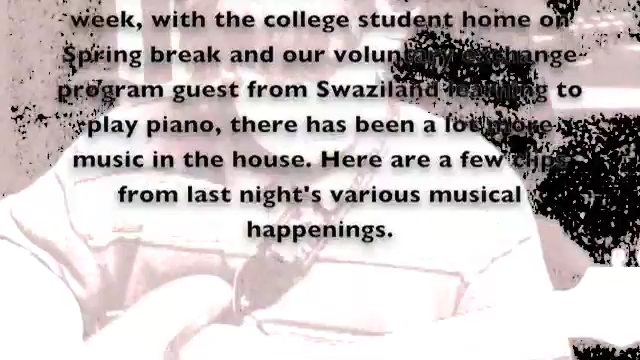 week, with the college student home on
Spring break and our voluntary exchange
program guest from Swaziland learning to
play piano, there has been a lot more
music in the house. Here are a few clips
from last night's various musical
happenings.